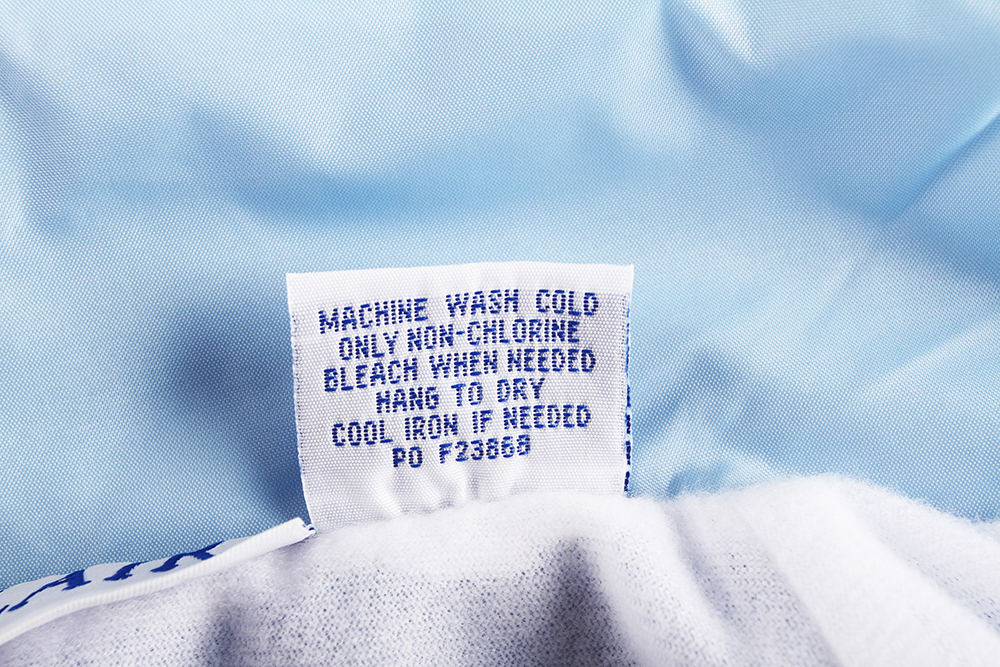 MACHINE WASH COLD
ONLY NON-CHLORINE
BLEACH WHEN NEEDED
HANG TO DRY
COOL IRON IF NEEDED
PO F23868